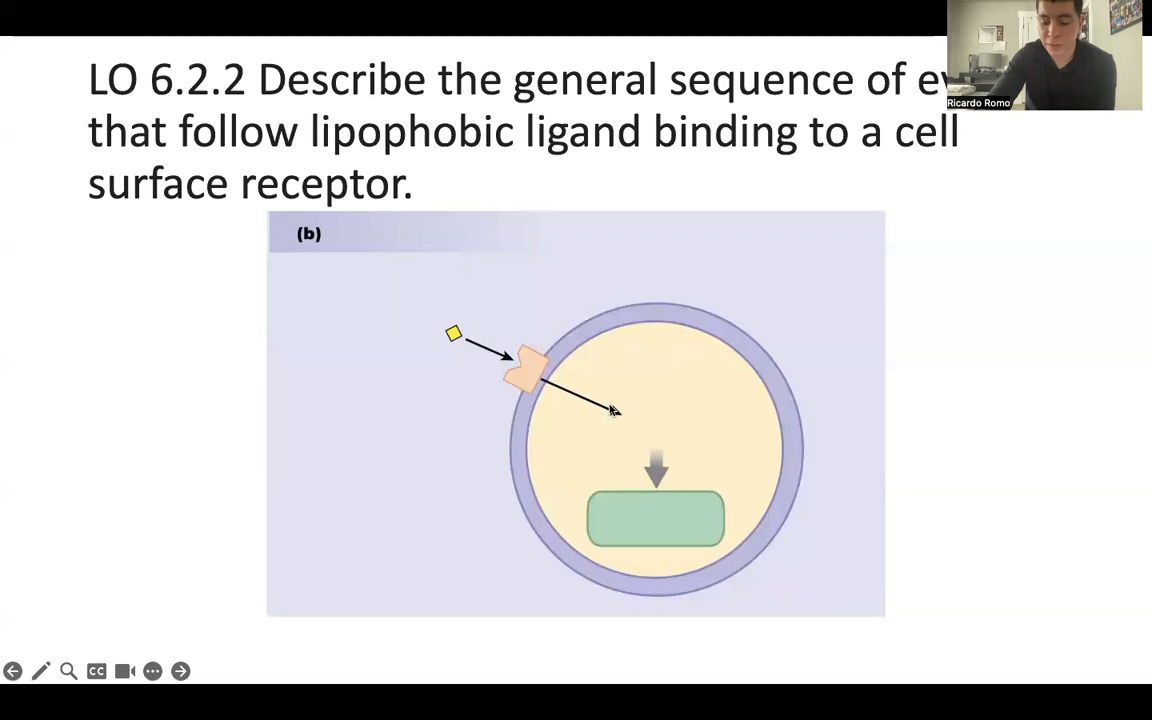 LO 6.2.2 Describe the general sequence of
that follow lipophobic ligand binding to a cell
surface receptor.
Ricardo Romo
(b)
CC